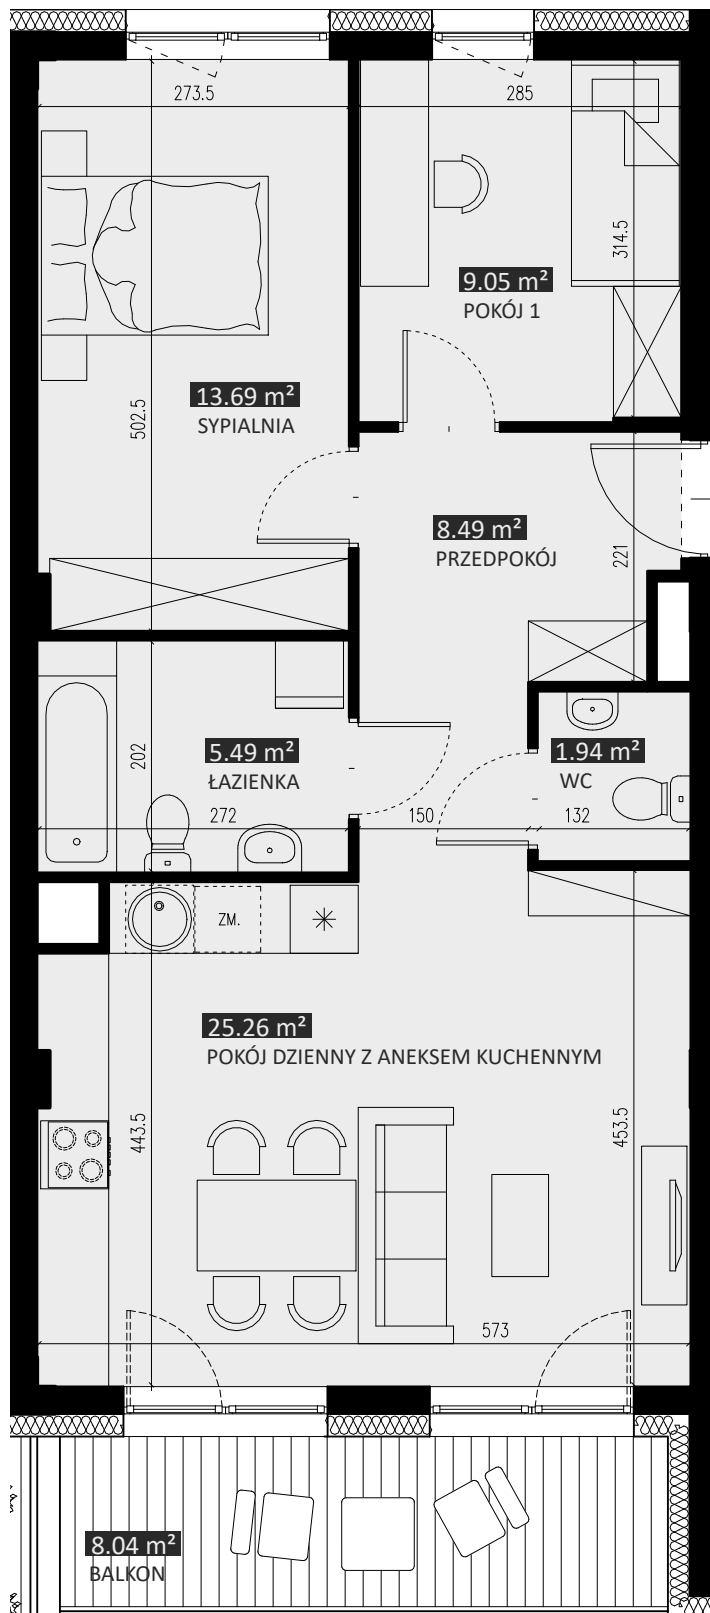 273.5
285
314.5
9.05 m²
POKÓJ 1
13.69 m²
SYPIALNIA
502.5
8.49 m²
PRZEDPOKÓJ
221
5.49 m²
ŁAZIENKA
202
272
150
1.94 m²
WC
132
ZM.
25.26 m²
POKÓJ DZIENNY Z ANEKSEM KUCHENNYM
443.5
453.5
573
8.04 m²
BALKON